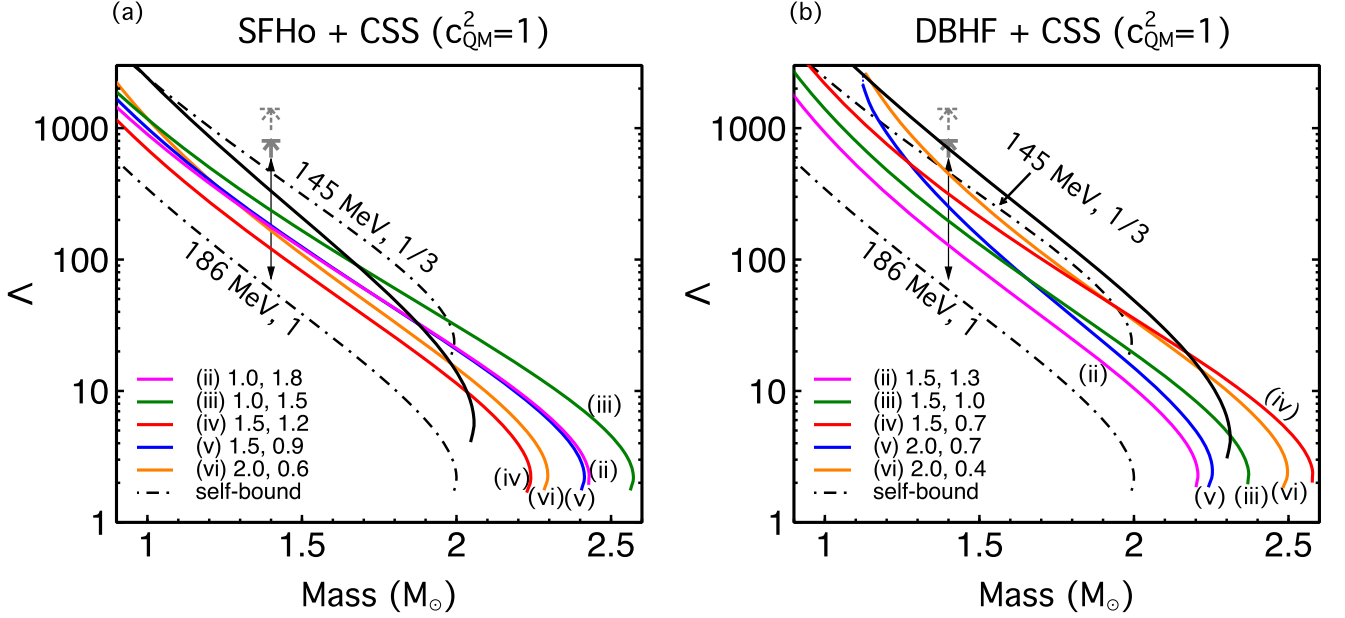 (a)
SFHo + CSS (c²QM=1)
1000
100
10
1
Λ
145 MeV, 1/3
186 MeV, 1
(ii) 1.0, 1.8
(iii) 1.0, 1.5
(iv) 1.5, 1.2
(v) 1.5, 0.9
(vi) 2.0, 0.6
self-bound
(iii)
(ii)
(iv)
(vi)
(v)
1
1.5
2
2.5
Mass (M⊙)
(b)
DBHF + CSS (c²QM=1)
1000
100
10
1
Λ
145 MeV, 1/3
186 MeV, 1
(ii) 1.5, 1.3
(iii) 1.5, 1.0
(iv) 1.5, 0.7
(v) 2.0, 0.7
(vi) 2.0, 0.4
self-bound
(ii)
(iv)
(v)
(iii)
(vi)
1
1.5
2
2.5
Mass (M⊙)